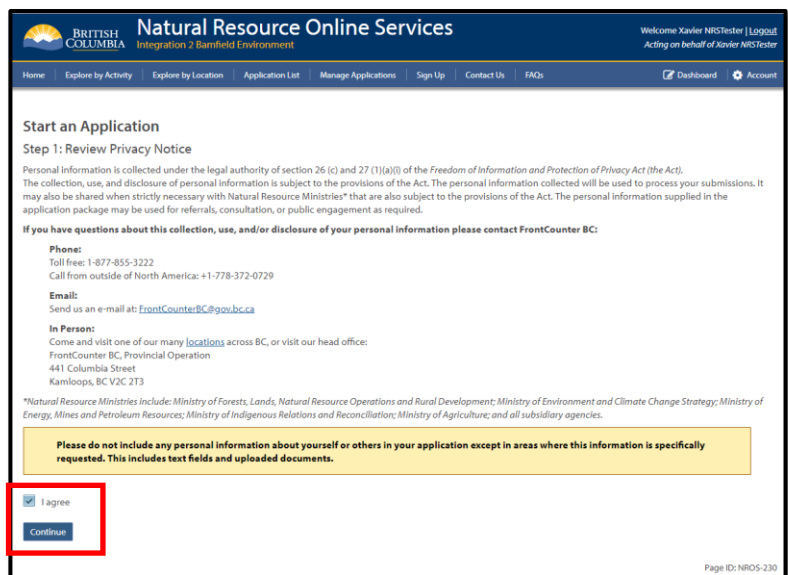 BRITISH
COLUMBIA
Natural Resource Online Services
Integration 2 Bamfield Environment
Welcome Xavier NRSTester | Logout
Acting on behalf of Xavier NRSTester
Home Explore by Activity Explore by Location Application List Manage Applications Sign Up Contact Us FAQs Dashboard Account
Start an Application
Step 1: Review Privacy Notice
Personal information is collected under the legal authority of section 26 (c) and 27 (1)(a)(i) of the Freedom of Information and Protection of Privacy Act (the Act).
The collection, use, and disclosure of personal information is subject to the provisions of the Act. The personal information collected will be used to process your submissions. It
may also be shared when strictly necessary with Natural Resource Ministries* that are also subject to the provisions of the Act. The personal information supplied in the
application package may be used for referrals, consultation, or public engagement as required.
If you have questions about this collection, use, and/or disclosure of your personal information please contact FrontCounter BC:
Phone:
Toll free: 1-877-855-3222
Call from outside of North America: +1-778-372-0729
Email:
Send us an e-mail at: FrontCounterBC@gov.bc.ca
In Person:
Come and visit one of our many locations across BC, or visit our head office:
FrontCounter BC, Provincial Operation
441 Columbia Street
Kamloops, BC V2C 2T3
*Natural Resource Ministries include: Ministry of Forests, Lands, Natural Resource Operations and Rural Development; Ministry of Environment and Climate Change Strategy; Ministry of
Energy, Mines and Petroleum Resources; Ministry of Indigenous Relations and Reconciliation; Ministry of Agriculture; and all subsidiary agencies.
Please do not include any personal information about yourself or others in your application except in areas where this information is specifically
requested. This includes text fields and uploaded documents.
I agree
Continue
Page ID: NROS-230